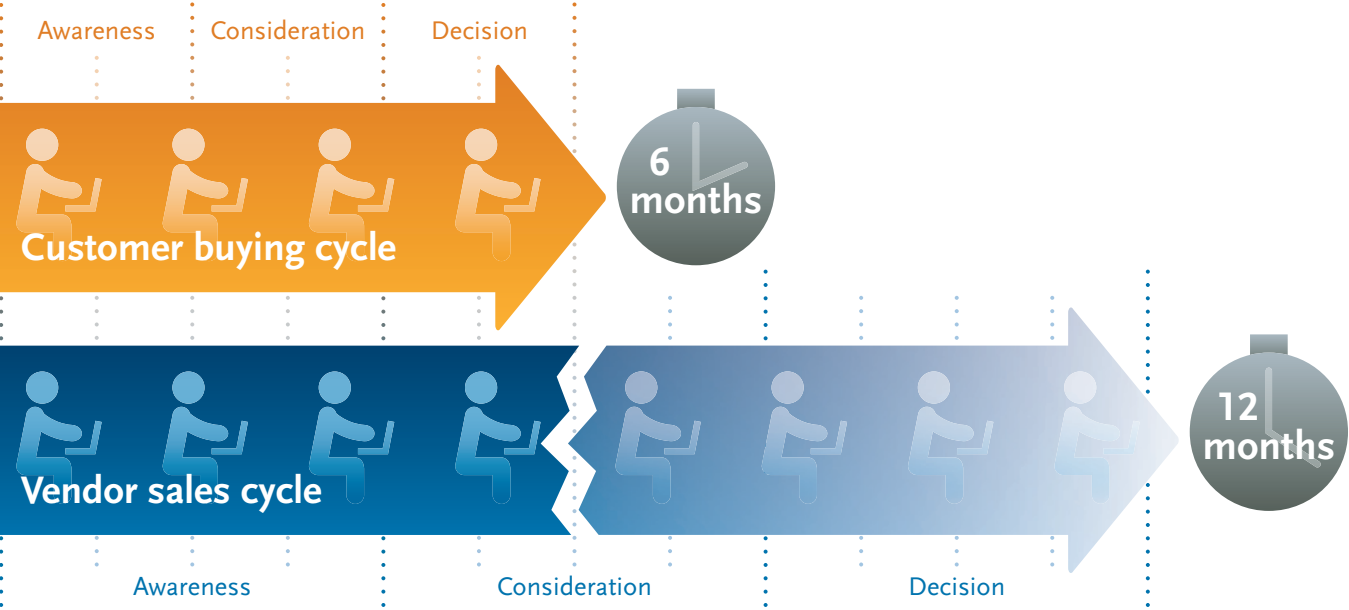 Awareness Consideration Decision
6
months
Customer buying cycle
12
months
Vendor sales cycle
Awareness Consideration Decision